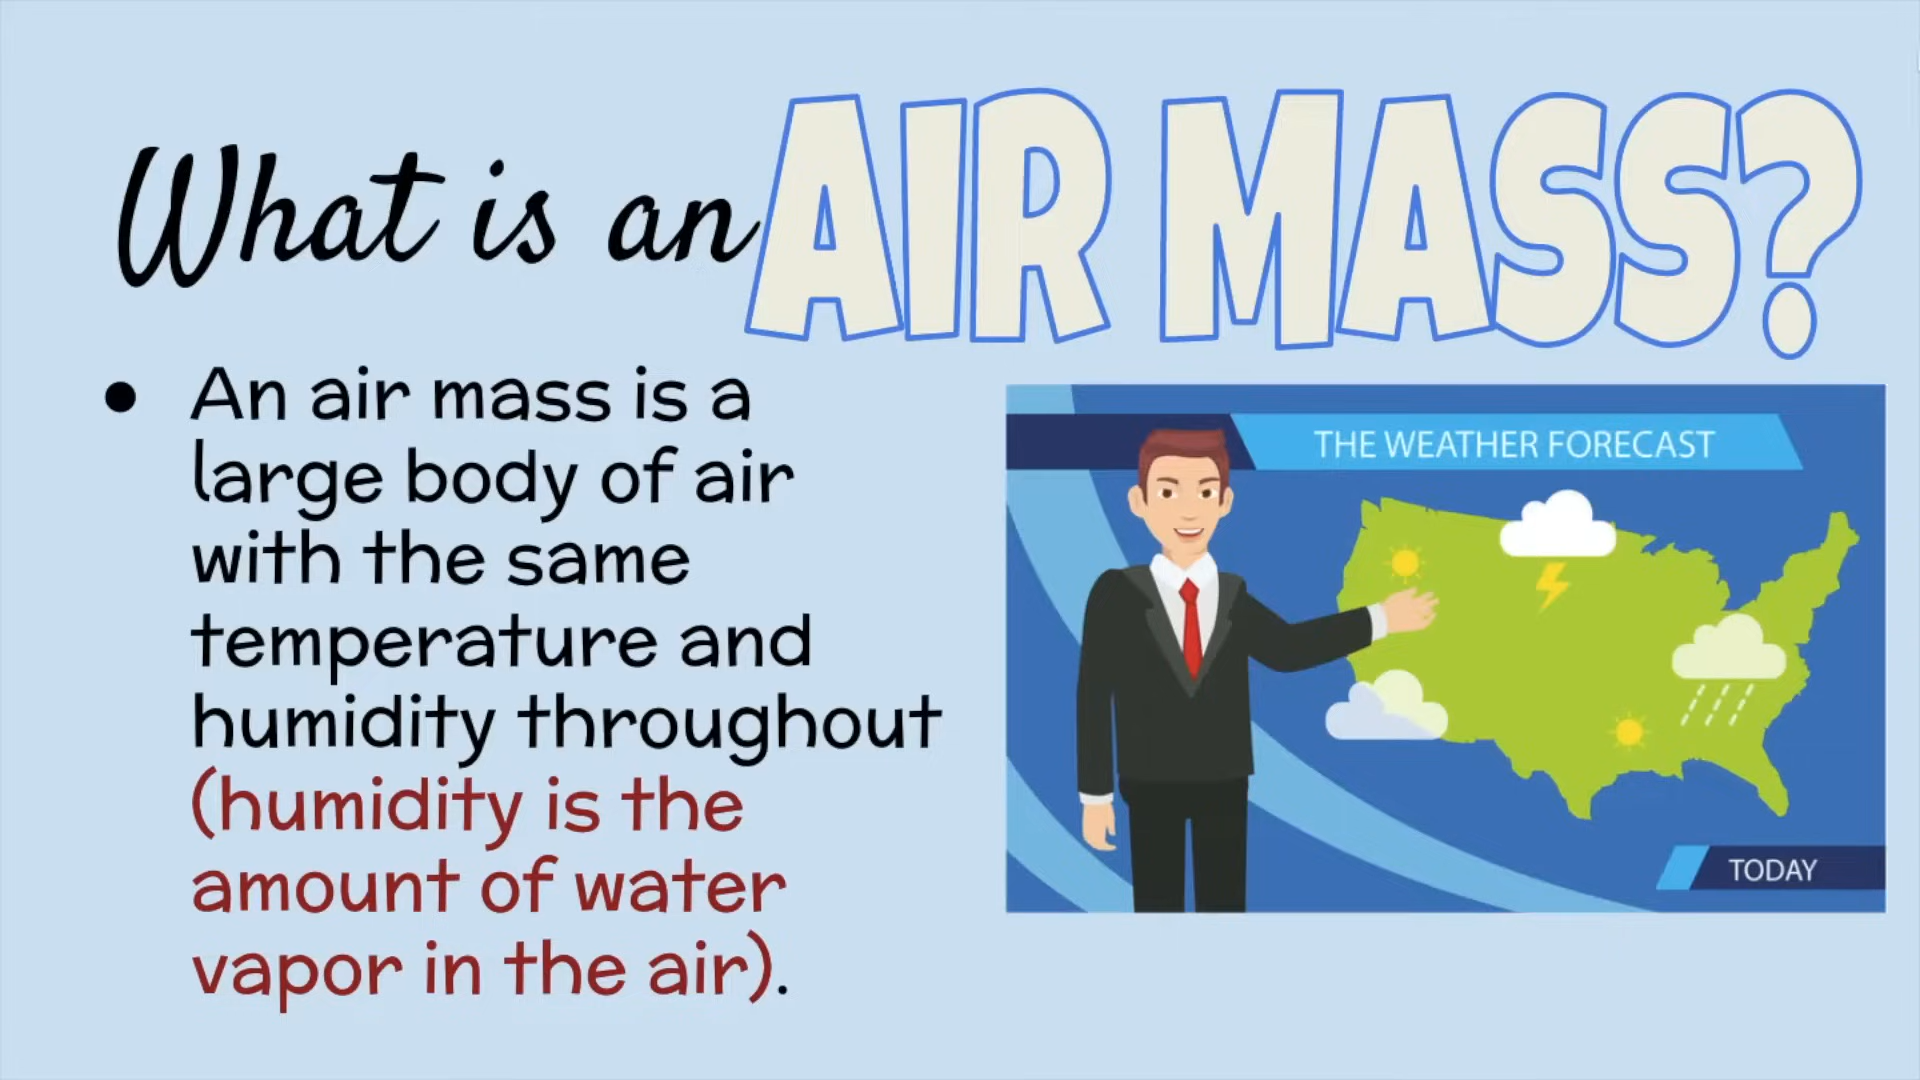 What is an AIR MASS?
• An air mass is a
large body of air
with the same
temperature and
humidity throughout
(humidity is the
amount of water
vapor in the air).
THE WEATHER FORECAST
TODAY